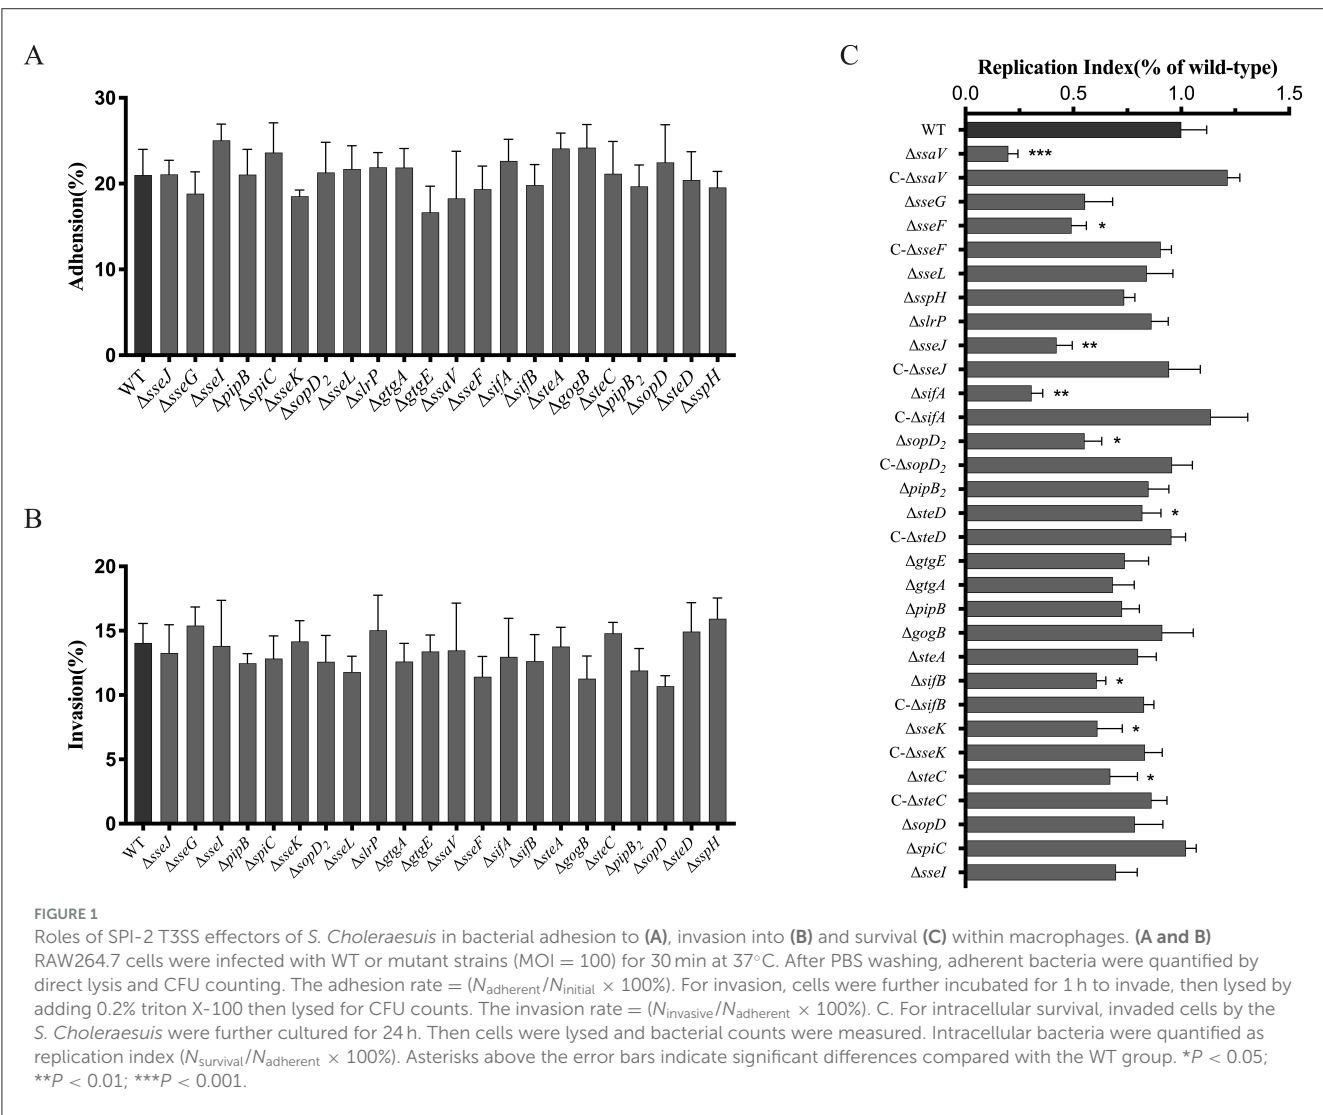 A
Adhension(%)
30
20
10
0
WT
ΔsseJ
ΔsseG
ΔsseI
ΔpipB
ΔspiC
ΔsseK
ΔsopD2
ΔsseL
ΔslrP
ΔgtgA
ΔgtgE
ΔssaV
ΔsseF
ΔsifA
ΔsifB
ΔsteA
ΔgogB
ΔsteC
ΔpipB2
ΔsopD
ΔsteD
ΔsspH
B
Invasion(%)
20
15
10
5
0
WT
ΔsseJ
ΔsseG
ΔsseI
ΔpipB
ΔspiC
ΔsseK
ΔsopD2
ΔsseL
ΔslrP
ΔgtgA
ΔgtgE
ΔssaV
ΔsseF
ΔsifA
ΔsifB
ΔsteA
ΔgogB
ΔsteC
ΔpipB2
ΔsopD
ΔsteD
ΔsspH
C
Replication Index(% of wild-type)
0.0 0.5 1.0 1.5
WT
ΔssaV ***
C-ΔssaV
ΔsseG
ΔsseF *
C-ΔsseF
ΔsseL
ΔsspH
ΔslrP
ΔsseJ **
C-ΔsseJ
ΔsifA **
C-ΔsifA
ΔsopD2 *
C-ΔsopD2
ΔpipB2
ΔsteD *
C-ΔsteD
ΔgtgE
ΔgtgA
ΔpipB
ΔgogB
ΔsteA
ΔsifB *
C-ΔsifB
ΔsseK *
C-ΔsseK
ΔsteC *
C-ΔsteC
ΔsopD
ΔspiC
ΔsseI
FIGURE 1
Roles of SPI-2 T3SS effectors of S. Choleraesuis in bacterial adhesion to (A), invasion into (B) and survival (C) within macrophages. (A and B)
RAW264.7 cells were infected with WT or mutant strains (MOI = 100) for 30 min at 37°C. After PBS washing, adherent bacteria were quantified by
direct lysis and CFU counting. The adhesion rate = (Nadherent/Ninitial × 100%). For invasion, cells were further incubated for 1 h to invade, then lysed by
adding 0.2% triton X-100 then lysed for CFU counts. The invasion rate = (Ninvasive/Nadherent × 100%). C. For intracellular survival, invaded cells by the
S. Choleraesuis were further cultured for 24 h. Then cells were lysed and bacterial counts were measured. Intracellular bacteria were quantified as
replication index (Nsurvival/Nadherent × 100%). Asterisks above the error bars indicate significant differences compared with the WT group. *P < 0.05;
**P < 0.01; ***P < 0.001.